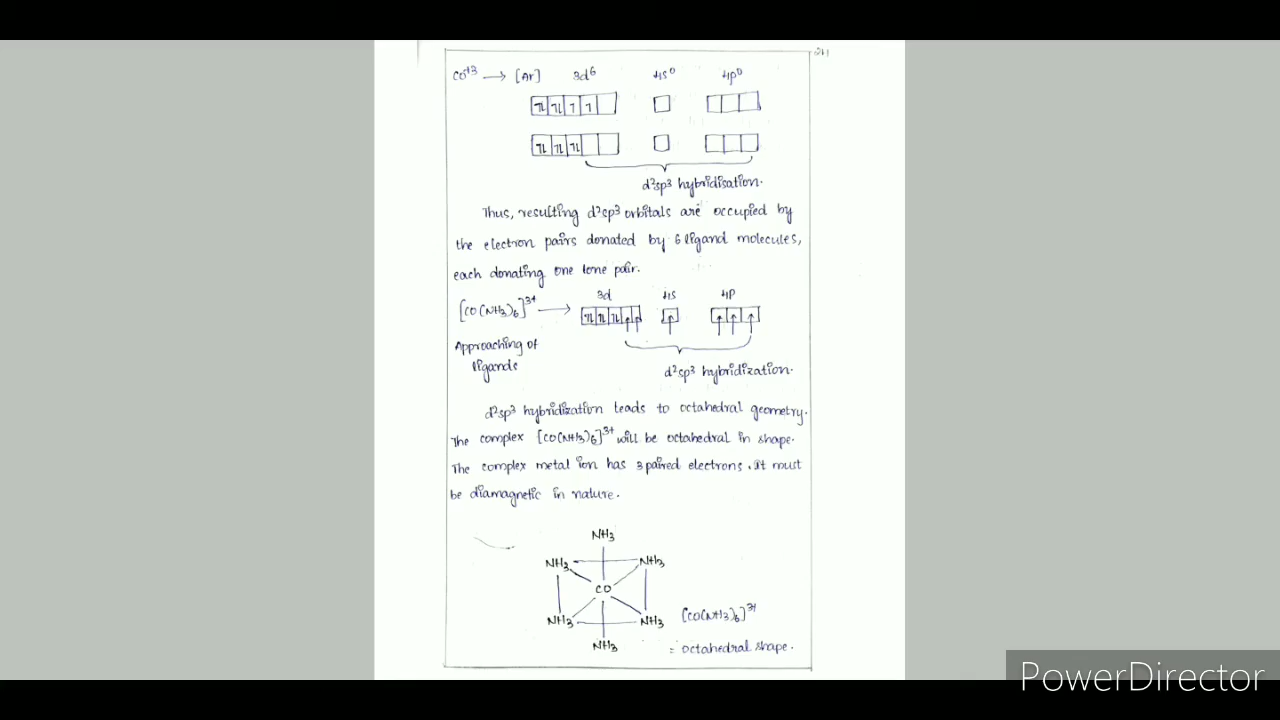 211
CO+3 → [Ar] 3d6 4s0 4p0
d2sp3 hybridisation.
Thus, resulting d2sp3 orbitals are occupied by
the electron pairs donated by 6 ligand molecules,
each donating one lone pair.
3d 4s 4p
[CO(NH3)6]3+ →
Approaching of
ligands
d2sp3 hybridization.
d2sp3 hybridization leads to octahedral geometry.
The complex [CO(NH3)6]3+ will be octahedral in shape.
The complex metal ion has 3 paired electrons. It must
be diamagnetic in nature.
NH3
NH3 NH3
CO
NH3 NH3
[CO(NH3)6]3+
NH3
= octahedral shape.
PowerDirector